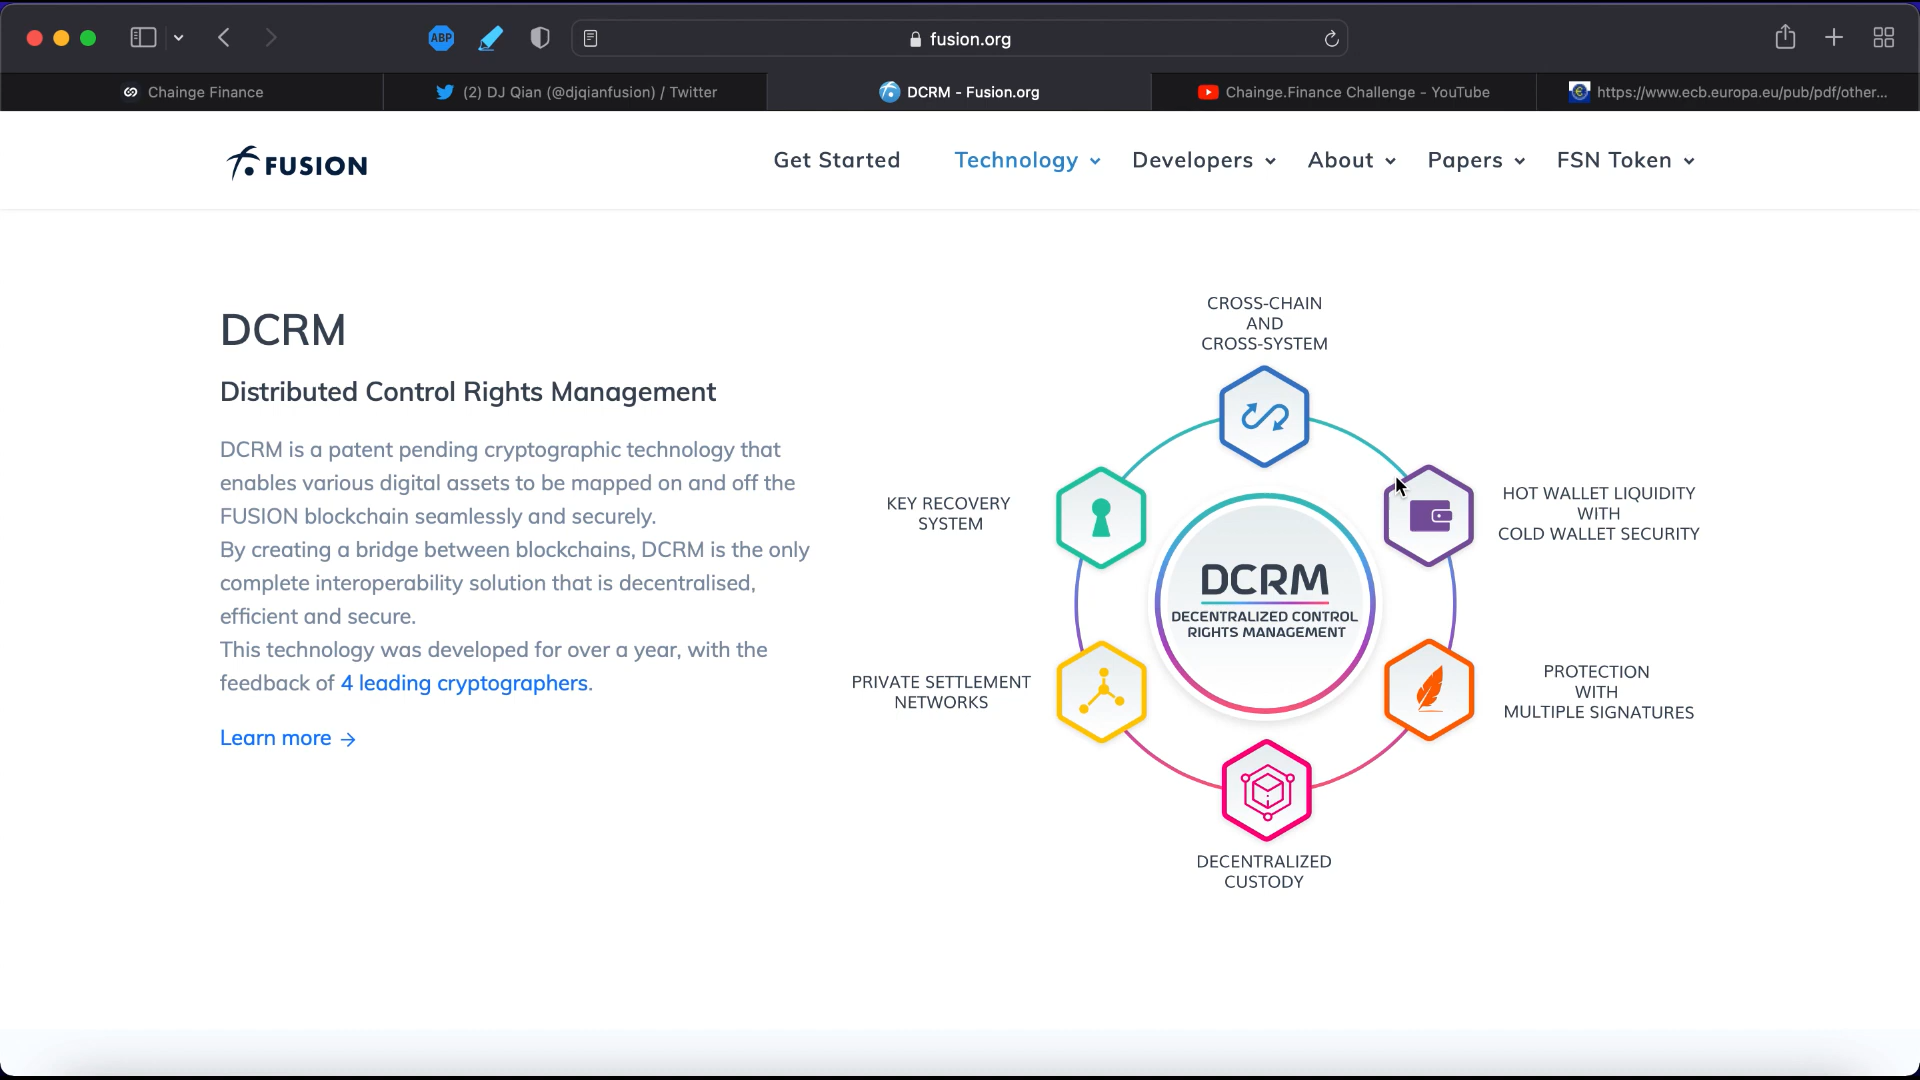 ABP
fusion.org
Chainge Finance
(2) DJ Qian (@djqianfusion) / Twitter
DCRM - Fusion.org
Chainge.Finance Challenge - YouTube
https://www.ecb.europa.eu/pub/pdf/other...
FUSION
Get Started
Technology
Developers
About
Papers
FSN Token
DCRM
Distributed Control Rights Management
DCRM is a patent pending cryptographic technology that
enables various digital assets to be mapped on and off the
FUSION blockchain seamlessly and securely.
By creating a bridge between blockchains, DCRM is the only
complete interoperability solution that is decentralised,
efficient and secure.
This technology was developed for over a year, with the
feedback of 4 leading cryptographers.
Learn more →
CROSS-CHAIN
AND
CROSS-SYSTEM
KEY RECOVERY
SYSTEM
HOT WALLET LIQUIDITY
WITH
COLD WALLET SECURITY
DCRM
DECENTRALIZED CONTROL
RIGHTS MANAGEMENT
PRIVATE SETTLEMENT
NETWORKS
PROTECTION
WITH
MULTIPLE SIGNATURES
DECENTRALIZED
CUSTODY